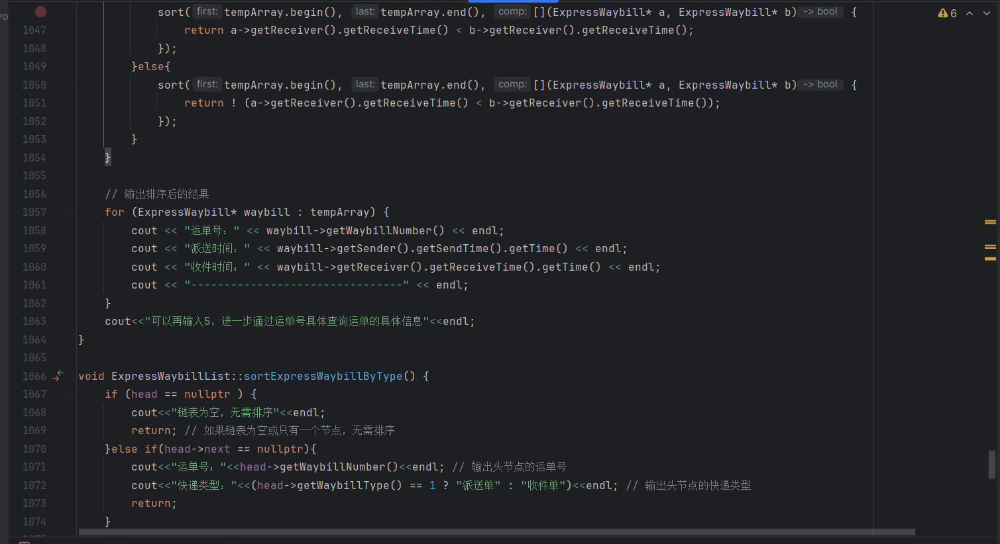 sort( first: tempArray.begin(), last: tempArray.end(), comp: [](ExpressWaybill* a, ExpressWaybill* b) -> bool {
6
1047 return a->getReceiver().getReceiveTime() < b->getReceiver().getReceiveTime();
1048 });
1049 }else{
1050 sort( first: tempArray.begin(), last: tempArray.end(), comp: [](ExpressWaybill* a, ExpressWaybill* b) -> bool {
1051 return ! (a->getReceiver().getReceiveTime() < b->getReceiver().getReceiveTime());
1052 });
1053 }
1054 }
1055
1056 // 输出排序后的结果
1057 for (ExpressWaybill* waybill : tempArray) {
1058 cout << "运单号：" << waybill->getWaybillNumber() << endl;
1059 cout << "派送时间：" << waybill->getSender().getSendTime().getTime() << endl;
1060 cout << "收件时间：" << waybill->getReceiver().getReceiveTime().getTime() << endl;
1061 cout << "--------------------------------" << endl;
1062 }
1063 cout<<"可以再输入5，进一步通过运单号具体查询运单的具体信息"<<endl;
1064 }
1065
1066 void ExpressWaybillList::sortExpressWaybillByType() {
1067 if (head == nullptr ) {
1068 cout<<"链表为空，无需排序"<<endl;
1069 return; // 如果链表为空或只有一个节点，无需排序
1070 }else if(head->next == nullptr){
1071 cout<<"运单号："<<head->getWaybillNumber()<<endl; // 输出头节点的运单号
1072 cout<<"快递类型："<<(head->getWaybillType() == 1 ? "派送单" : "收件单")<<endl; // 输出头节点的快递类型
1073 return;
1074 }